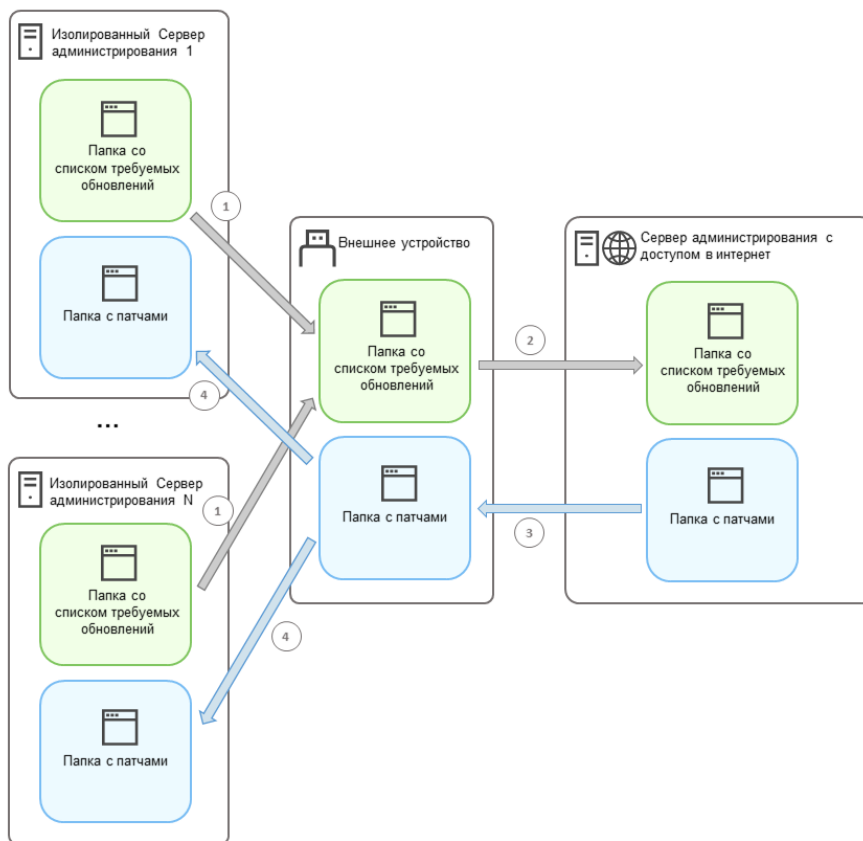 Изолированный Сервер
администрирования 1
Папка со
списком требуемых
обновлений
Папка с патчами
1
4
...
Изолированный Сервер
администрирования N
Папка со
списком требуемых
обновлений
Папка с патчами
1
4
Внешнее устройство
Папка со
списком требуемых
обновлений
Папка с патчами
2
3
Сервер администрирования с
доступом в интернет
Папка со
списком требуемых
обновлений
Папка с патчами